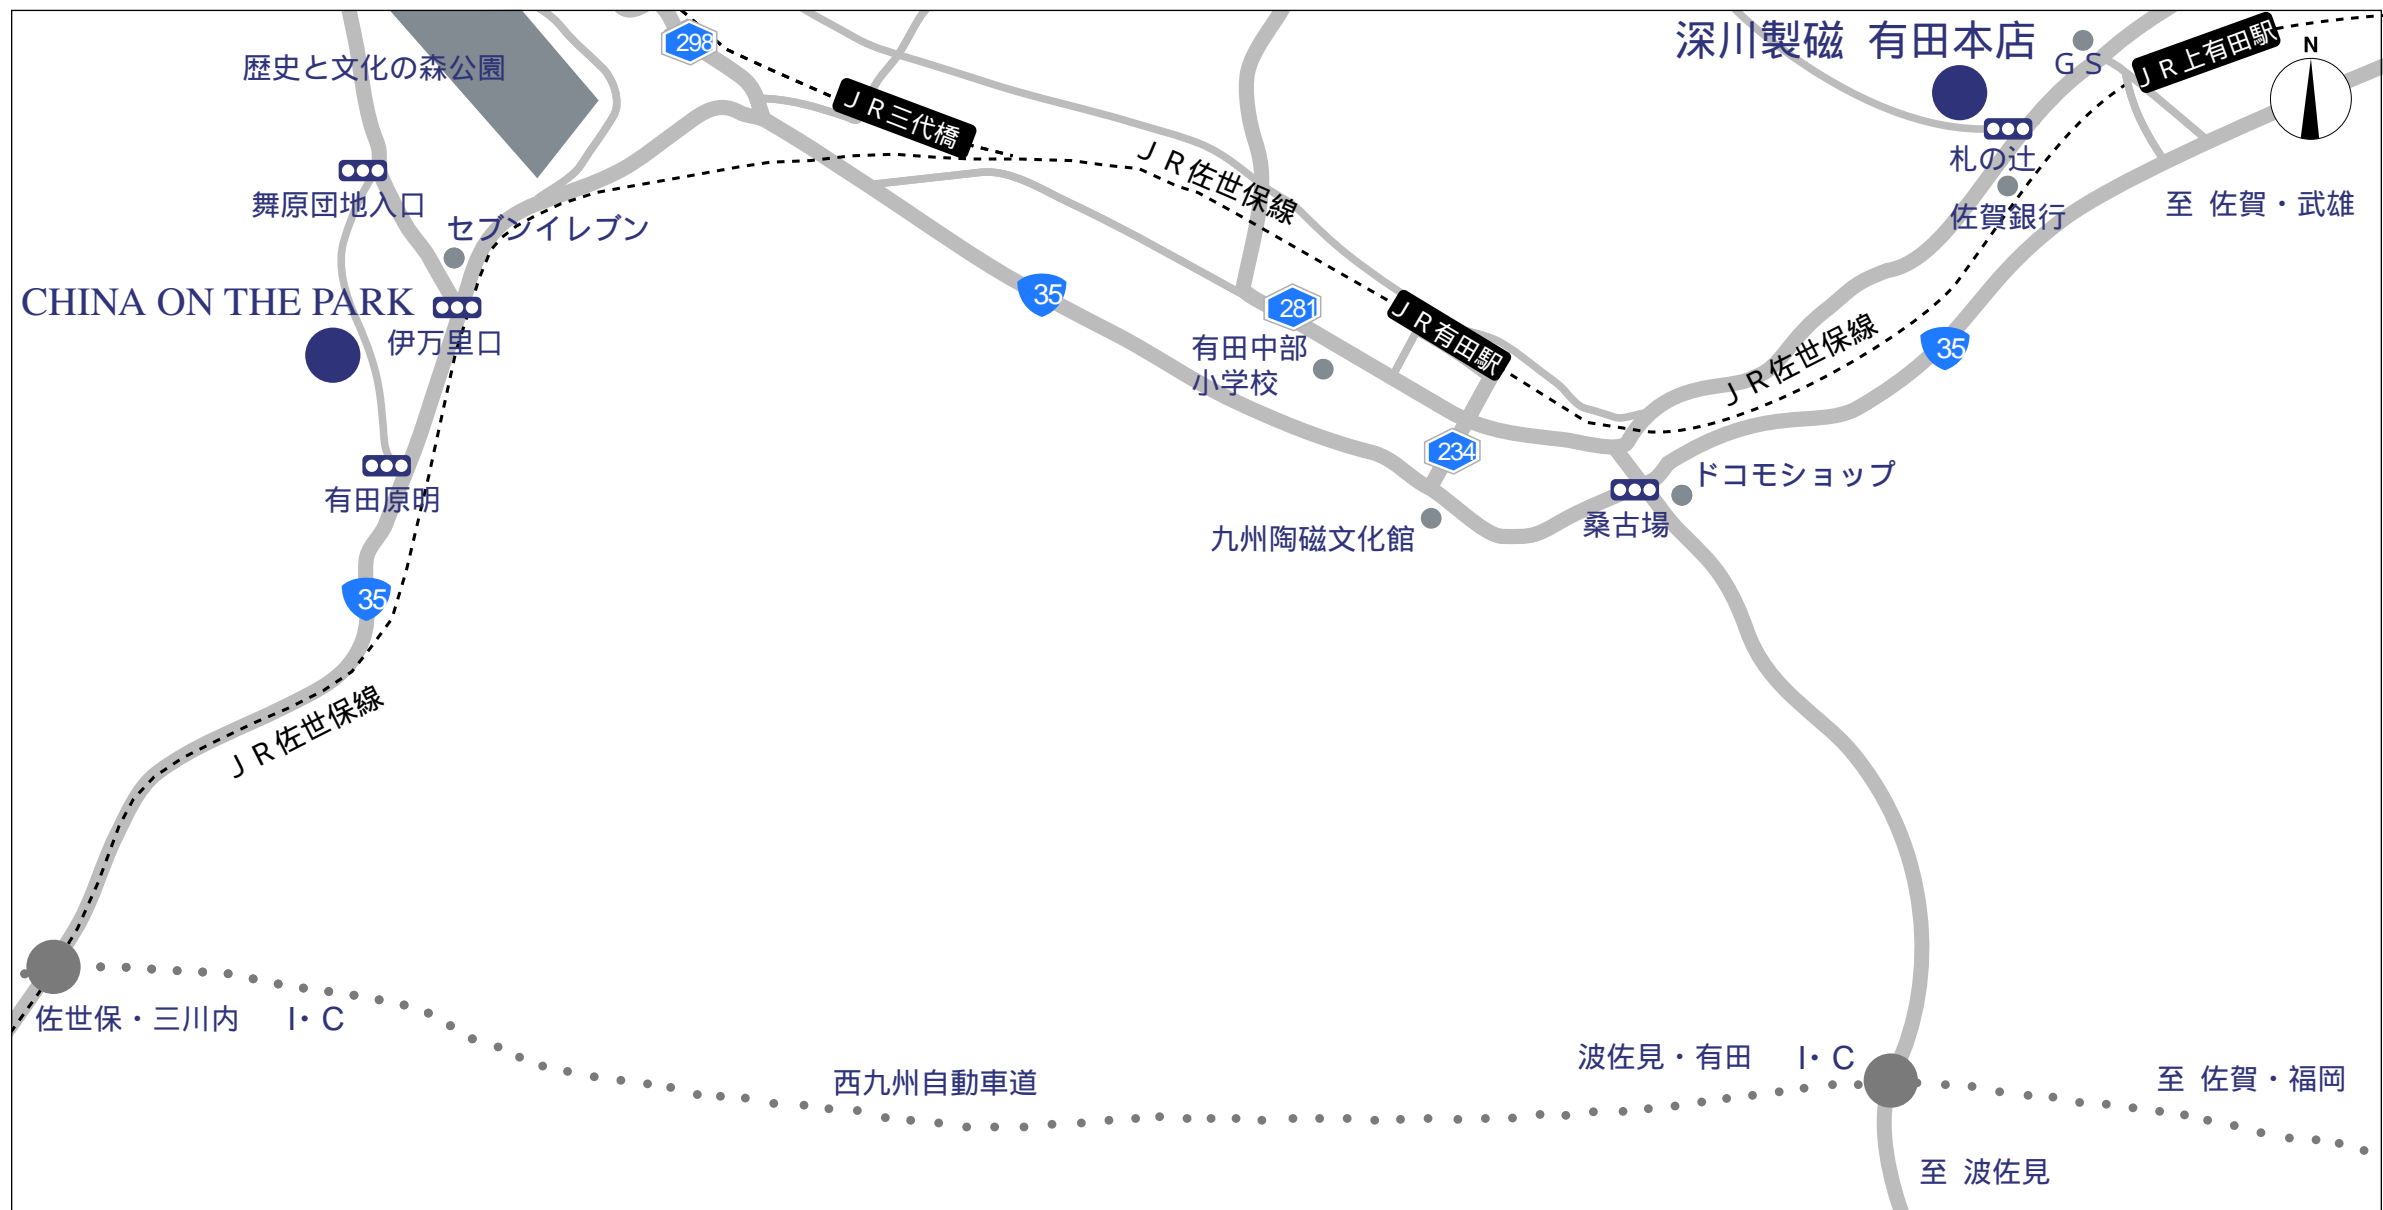 298
歴史と文化の森公園
深川製磁 有田本店
ＧＳ
ＪＲ上有田駅
N
ＪＲ三代橋
札の辻
舞原団地入口
ＪＲ佐世保線
佐賀銀行
至 佐賀・武雄
セブンイレブン
CHINA ON THE PARK
伊万里口
35
281
ＪＲ有田駅
有田中部
小学校
ＪＲ佐世保線
35
234
有田原明
ドコモショップ
桑古場
九州陶磁文化館
35
ＪＲ佐世保線
佐世保・三川内 I・C
西九州自動車道
波佐見・有田 I・C
至 佐賀・福岡
至 波佐見